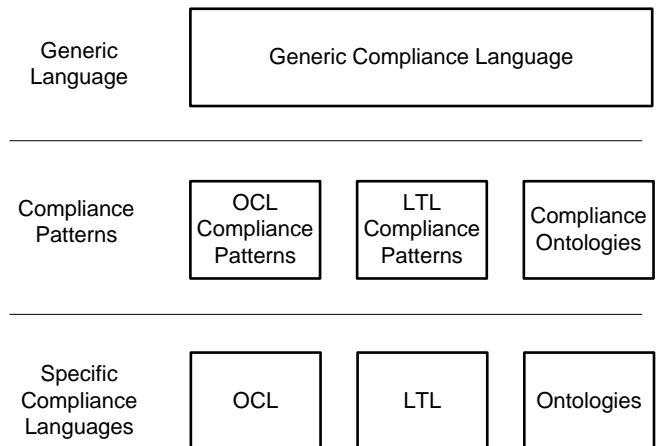 Generic
Language
Generic Compliance Language
Compliance
Patterns
OCL
Compliance
Patterns
LTL
Compliance
Patterns
Compliance
Ontologies
Specific
Compliance
Languages
OCL
LTL
Ontologies